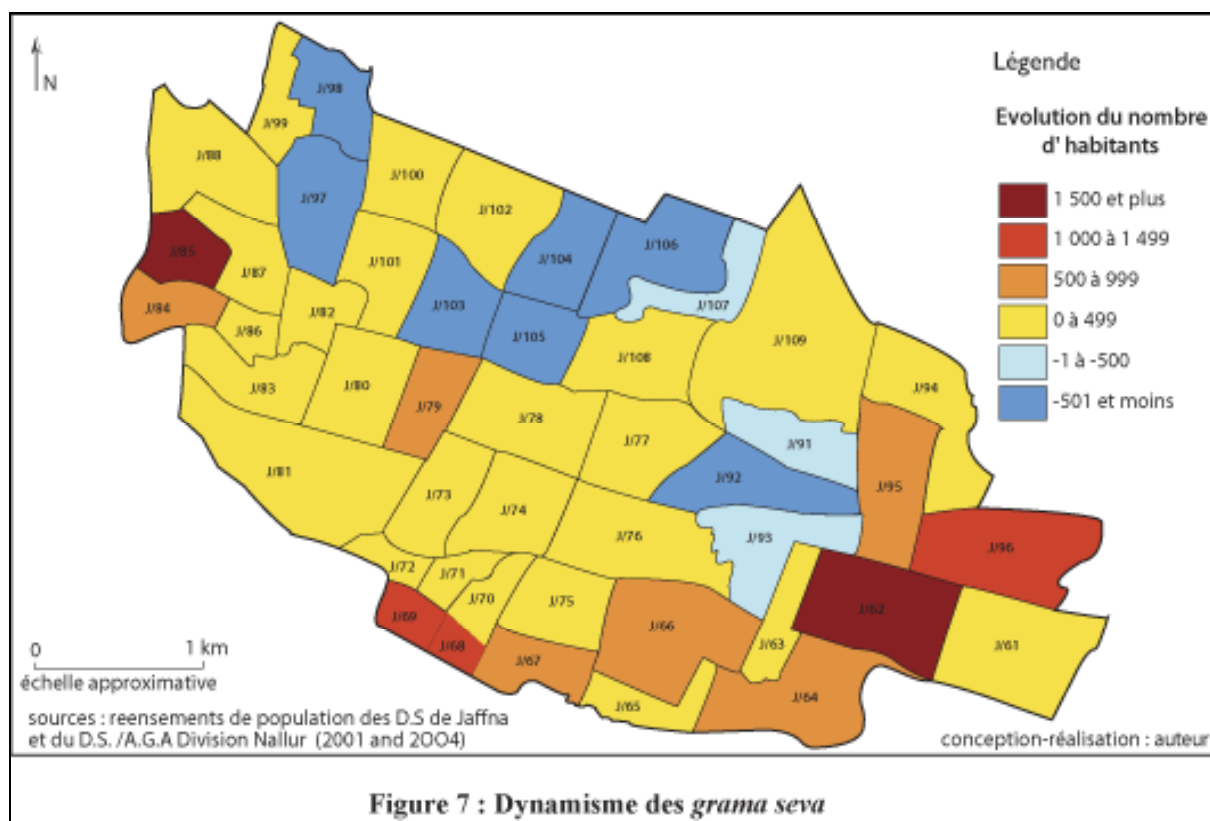 N
Légende
Evolution du nombre
d' habitants
1 500 et plus
1 000 à 1 499
500 à 999
0 à 499
-1 à -500
-501 et moins
J/98
J/99
J/88
J/100
J/97
J/102
J/85
J/87
J/101
J/104
J/106
J/107
J/84
J/82
J/103
J/86
J/105
J/108
J/109
J/83
J/80
J/79
J/94
J/78
J/77
J/91
J/81
J/92
J/95
J/73
J/74
J/76
J/93
J/96
J/72
J/71
J/70
J/75
J/62
J/69
J/68
J/66
J/63
J/61
J/67
J/65
J/64
0 1 km
échelle approximative
sources : reensements de population des D.S de Jaffna
et du D.S. /A.G.A Division Nallur (2001 and 2OO4)
conception-réalisation : auteur
Figure 7 : Dynamisme des grama seva